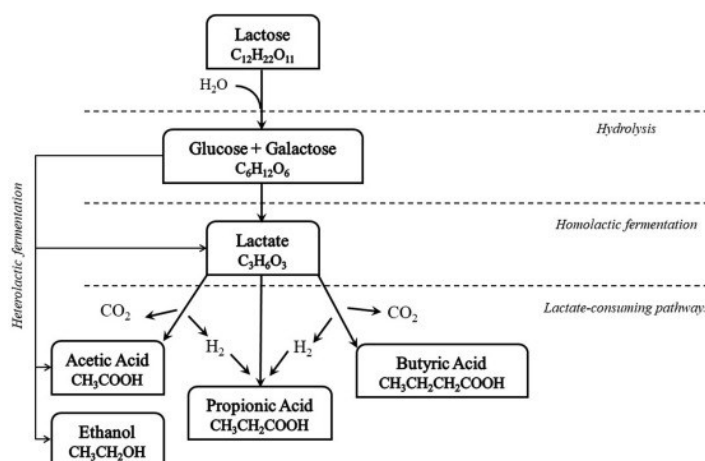 Lactose
C₁₂H₂₂O₁₁
H₂O
Hydrolysis
Glucose + Galactose
C₆H₁₂O₆
Homolactic fermentation
Lactate
C₃H₆O₃
Heterolactic fermentation
Lactate-consuming pathways
CO₂
CO₂
H₂
H₂
Acetic Acid
CH₃COOH
Butyric Acid
CH₃CH₂CH₂COOH
Propionic Acid
CH₃CH₂COOH
Ethanol
CH₃CH₂OH